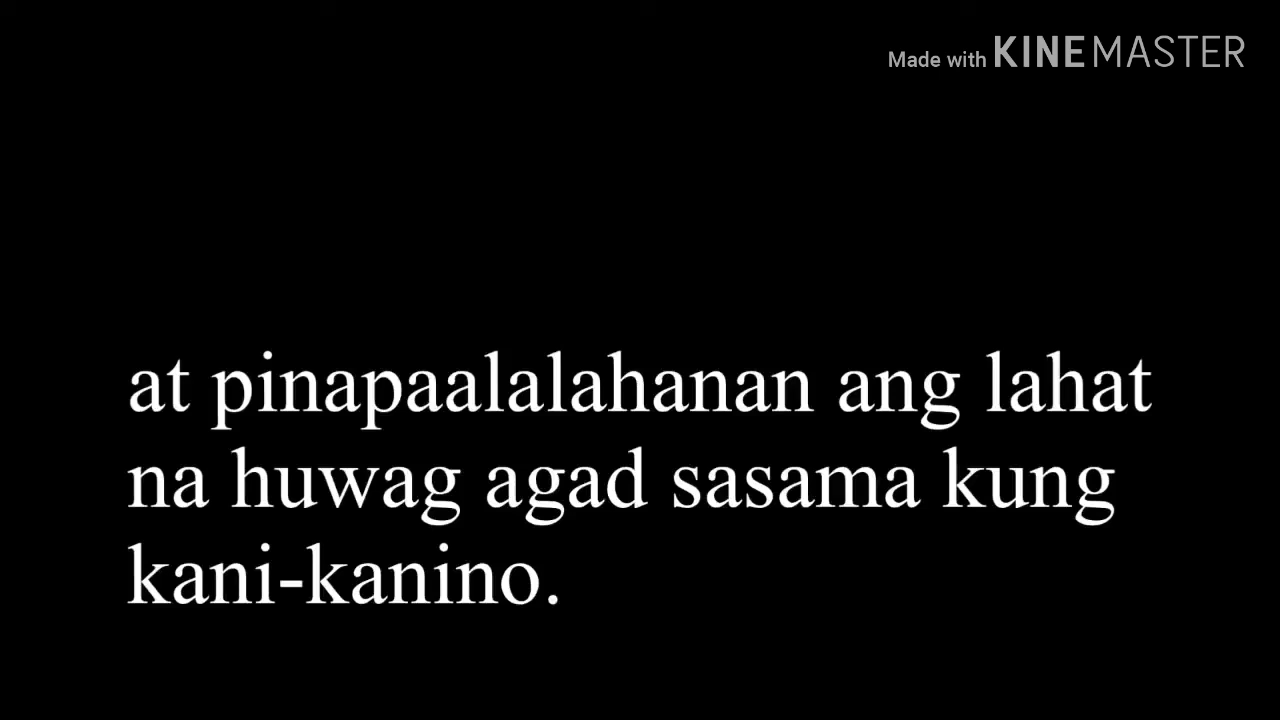 Made with KINEMASTER
at pinapaalalahanan ang lahat
na huwag agad sasama kung
kani-kanino.